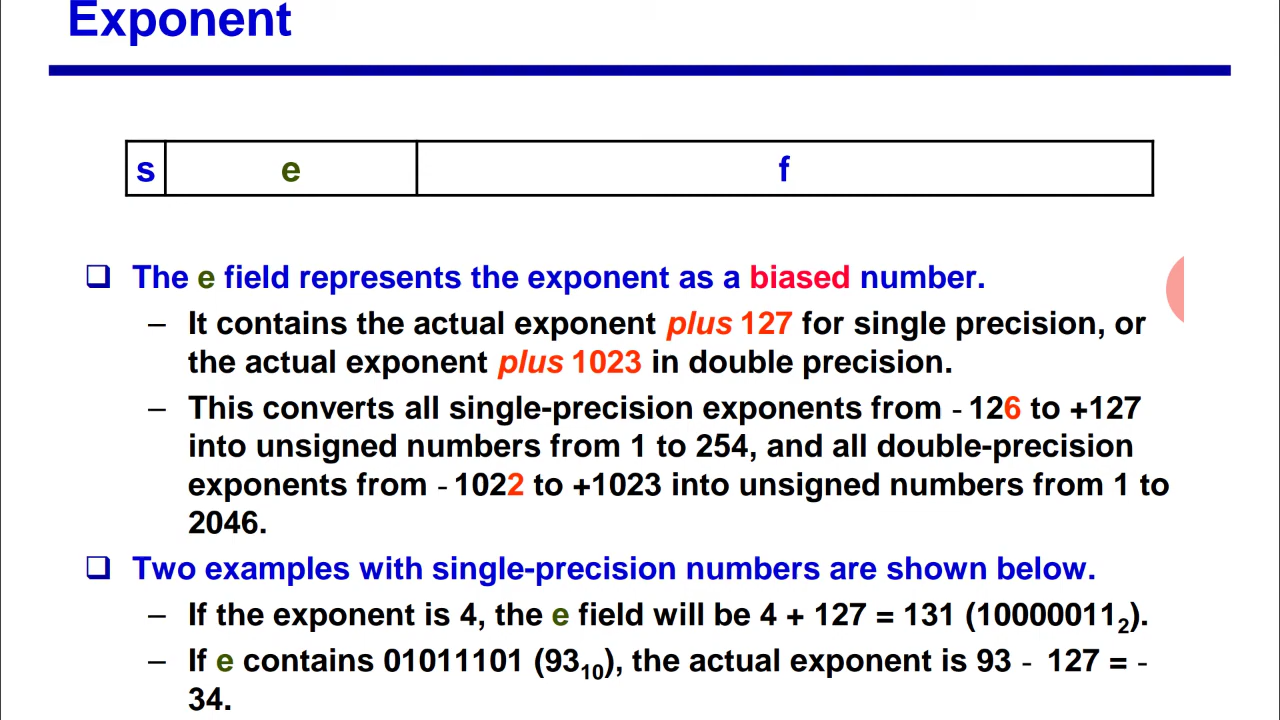 Exponent
s e f
❑ The e field represents the exponent as a biased number.
– It contains the actual exponent plus 127 for single precision, or
the actual exponent plus 1023 in double precision.
– This converts all single-precision exponents from -126 to +127
into unsigned numbers from 1 to 254, and all double-precision
exponents from -1022 to +1023 into unsigned numbers from 1 to
2046.
❑ Two examples with single-precision numbers are shown below.
– If the exponent is 4, the e field will be 4 + 127 = 131 (10000011₂).
– If e contains 01011101 (93₁₀), the actual exponent is 93 - 127 = -
34.